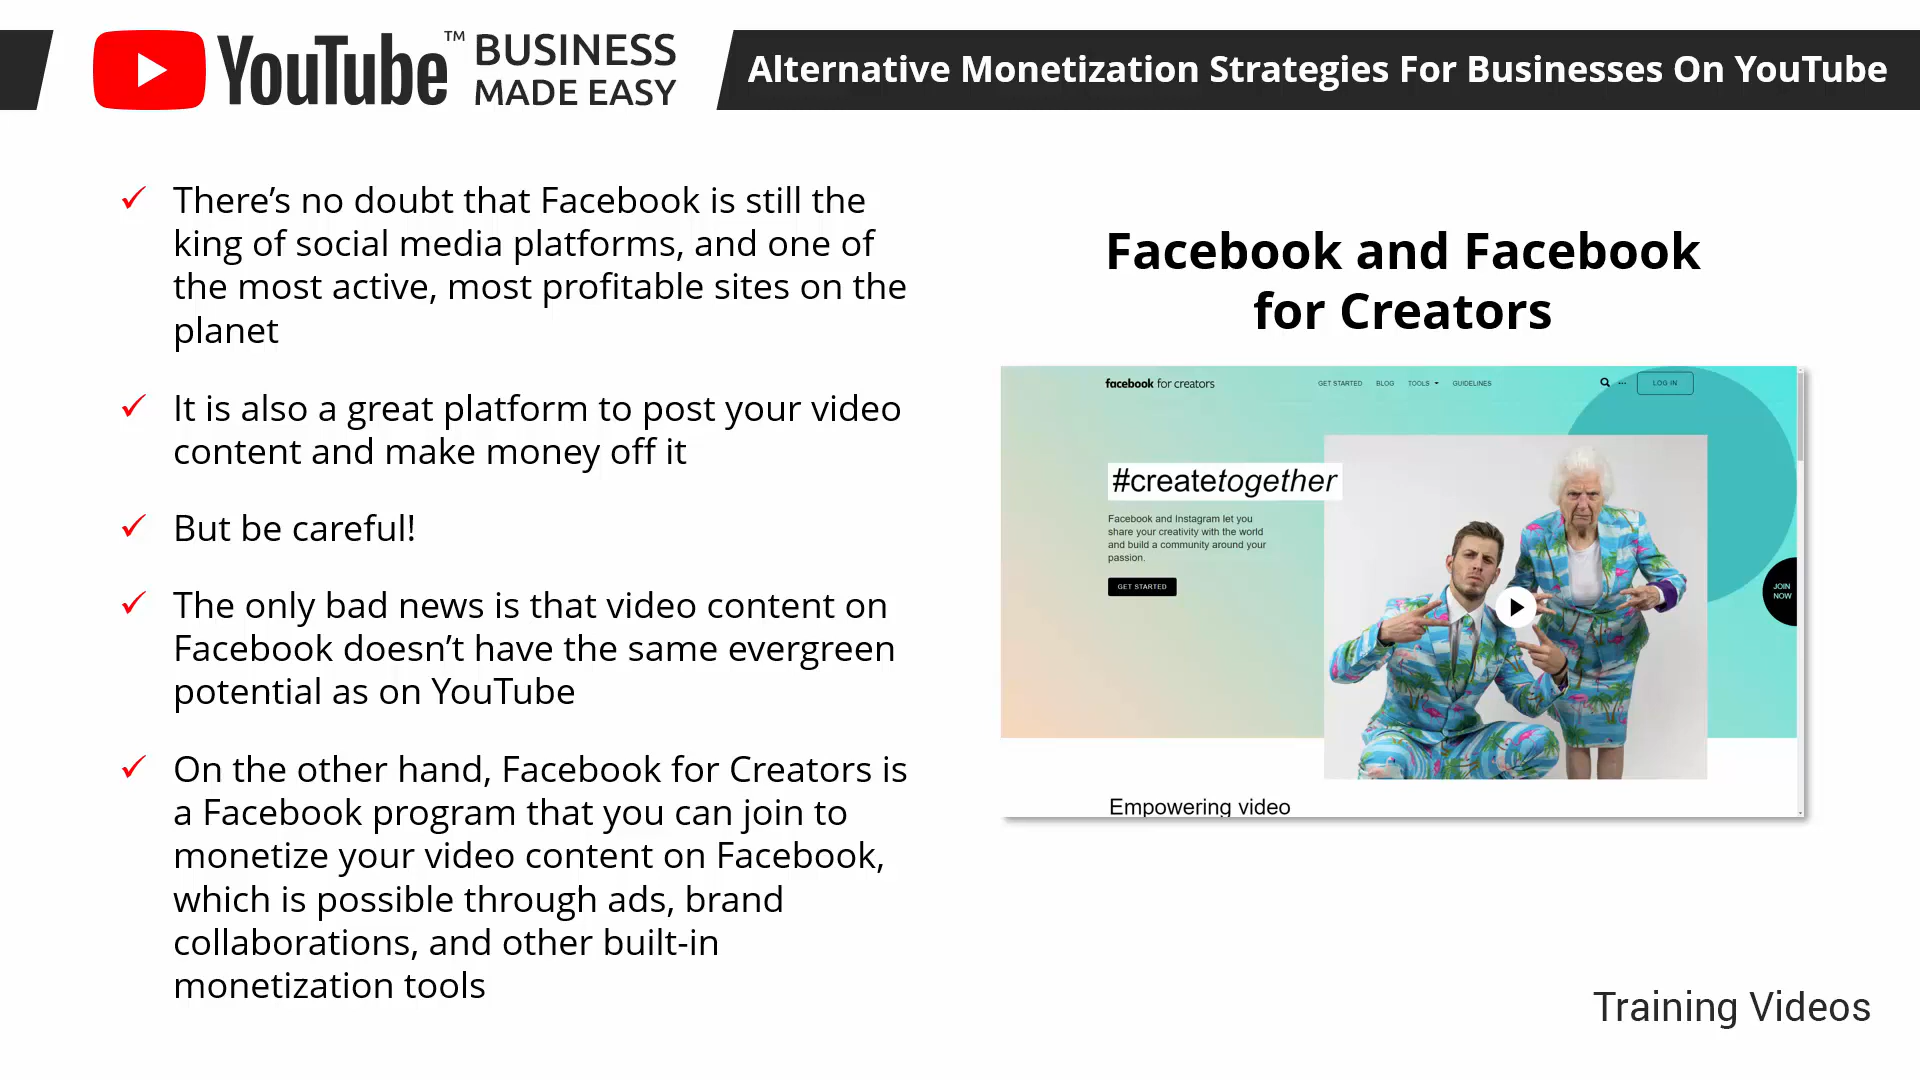 YouTube™ BUSINESS
MADE EASY
Alternative Monetization Strategies For Businesses On YouTube
There’s no doubt that Facebook is still the
king of social media platforms, and one of
the most active, most profitable sites on the
planet
It is also a great platform to post your video
content and make money off it
But be careful!
The only bad news is that video content on
Facebook doesn’t have the same evergreen
potential as on YouTube
On the other hand, Facebook for Creators is
a Facebook program that you can join to
monetize your video content on Facebook,
which is possible through ads, brand
collaborations, and other built-in
monetization tools
Facebook and Facebook
for Creators
facebook for creators
GET STARTED BLOG TOOLS GUIDELINES
LOG IN
#createtogether
Facebook and Instagram let you
share your creativity with the world
and build a community around your
passion.
GET STARTED
JOIN
NOW
Empowering video
Training Videos